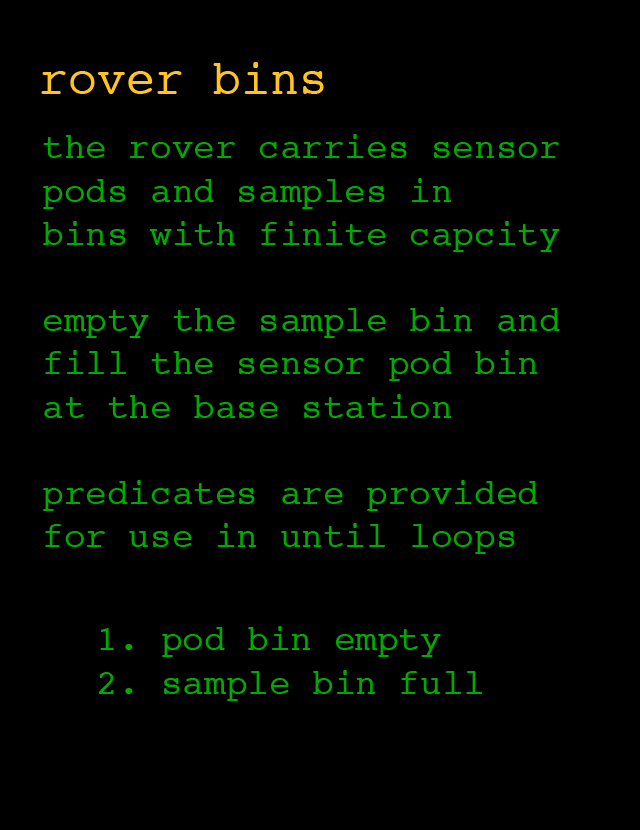 rover bins
the rover carries sensor
pods and samples in
bins with finite capcity
empty the sample bin and
fill the sensor pod bin
at the base station
predicates are provided
for use in until loops
1. pod bin empty
2. sample bin full